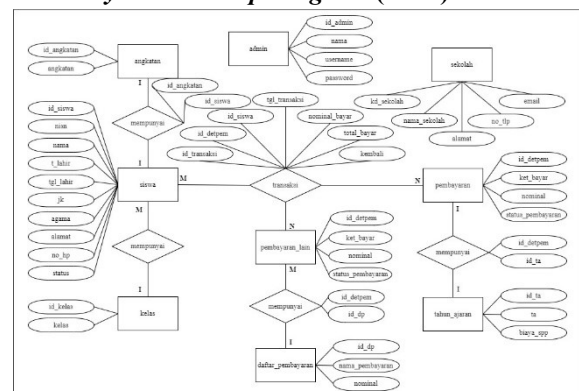 id_angkatan
angkatan
angkatan
I
mempunyai
id_angkatan
id_siswa
I
id_siswa
nisn
nama
t_lahir
tgl_lahir
jk
agama
alamat
no_hp
status
siswa
M
M
mempunyai
I
id_kelas
kelas
kelas
admin
id_admin
nama
username
password
sekolah
kd_sekolah
nama_sekolah
alamat
no_tlp
email
id_transaksi
id_detpem
id_siswa
tgl_transaksi
nominal_bayar
total_bayar
kembali
transaksi
N
N
pembayaran
id_detpem
ket_bayar
nominal
status_pembayaran
I
mempunyai
id_detpem
id_ta
I
tahun_ajaran
id_ta
ta
biaya_spp
pembayaran_lain
id_detpem
ket_bayar
nominal
status_pembayaran
M
mempunyai
id_detpem
id_dp
I
daftar_pembayaran
id_dp
nama_pembayaran
nominal